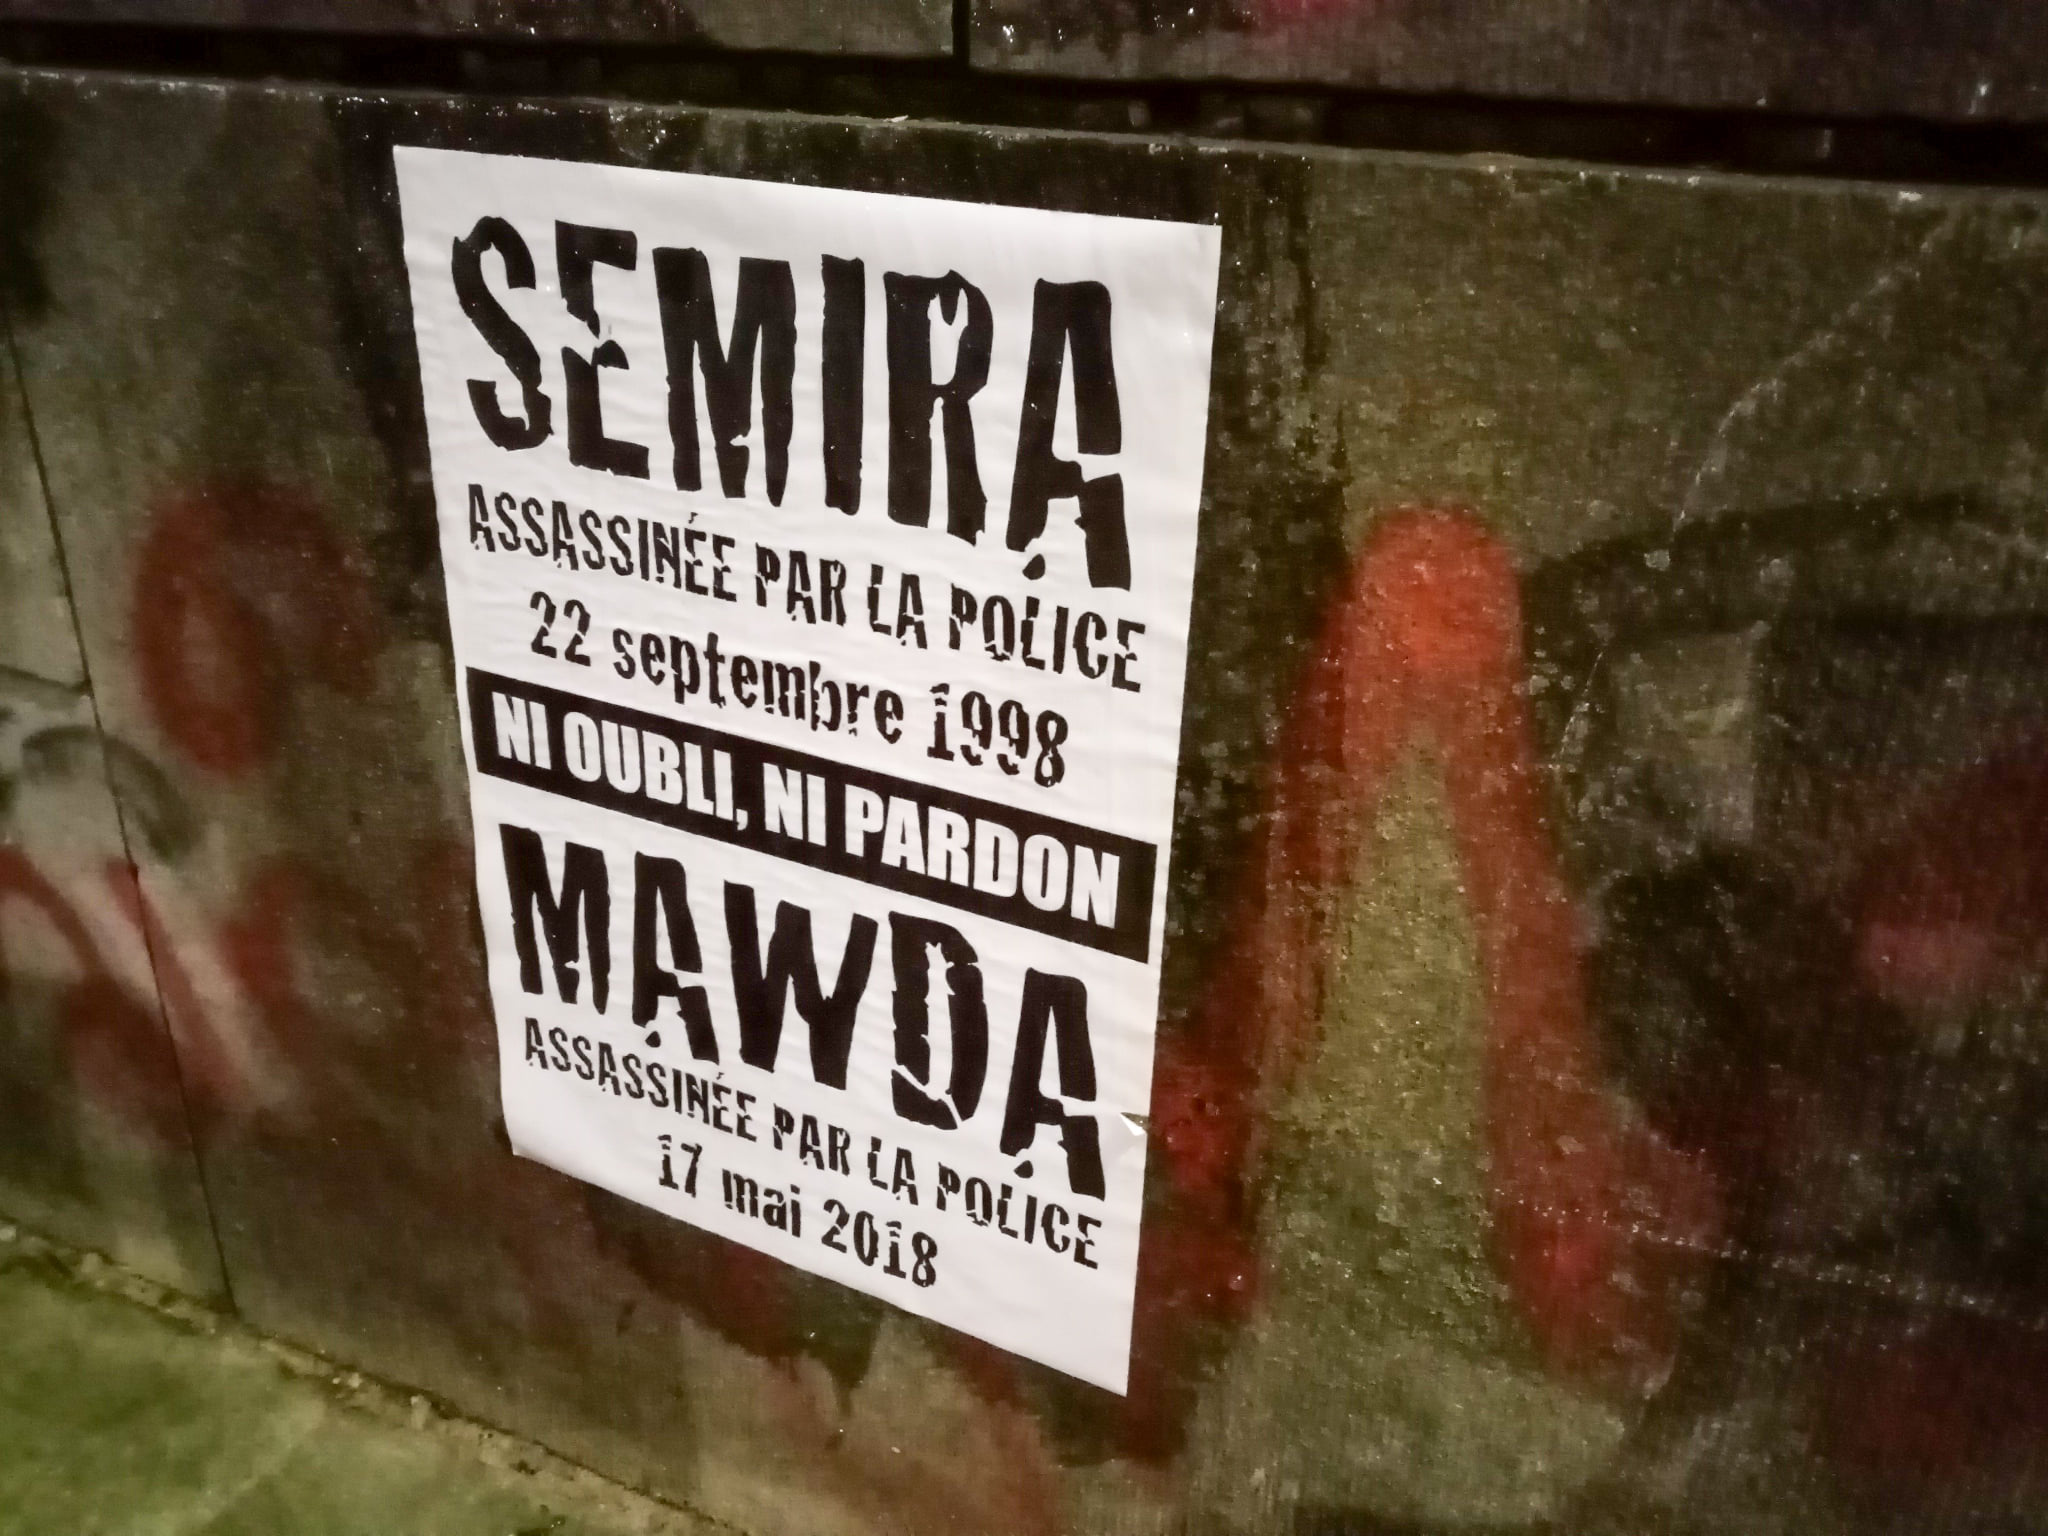 SEMIRA
ASSASSINÉE PAR LA POLICE
22 septembre 1998
NI OUBLI, NI PARDON
MAWDA
ASSASSINÉE PAR LA POLICE
17 mai 2018